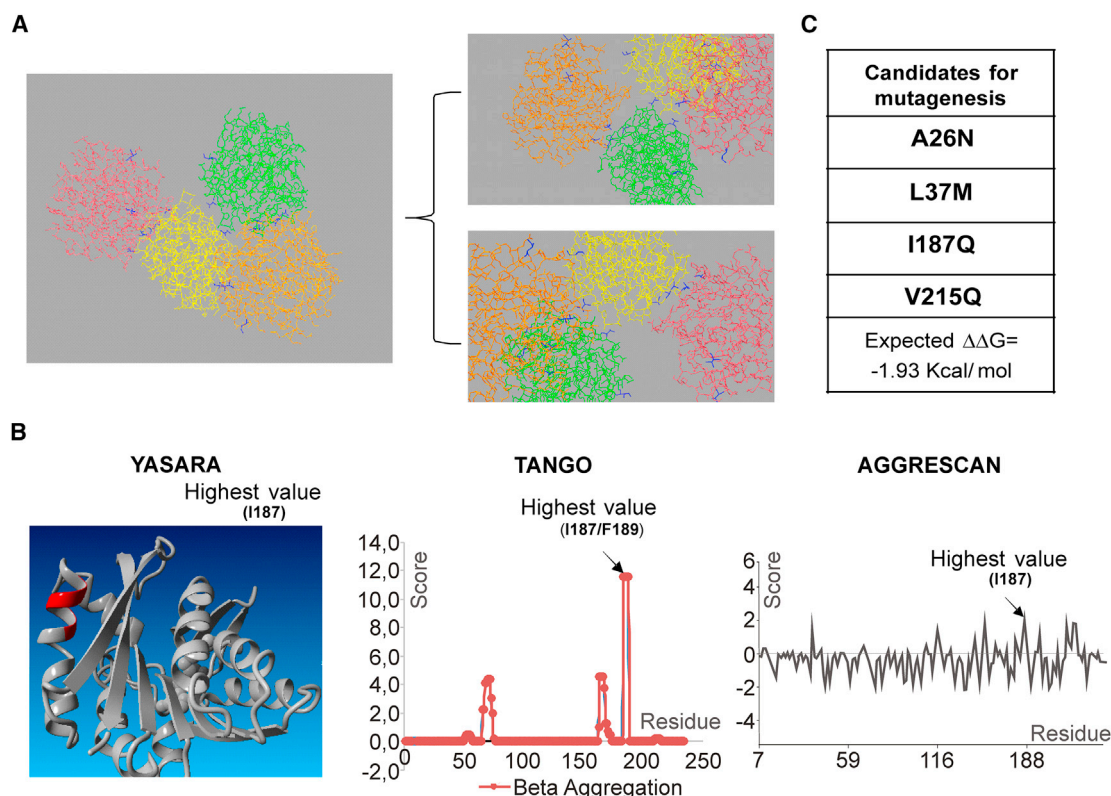 A
C
Candidates for
mutagenesis
A26N
L37M
I187Q
V215Q
Expected ΔΔG=
-1.93 Kcal/mol
B
YASARA
Highest value
(I187)
TANGO
Highest value
(I187/F189)
14,0
12,0
10,0
8,0
6,0
4,0
2,0
0,0
-2,0
Score
Residue
0
50
100
150
200
250
Beta Aggregation
AGGRESCAN
Highest value
(I187)
6
4
2
0
-2
-4
Score
Residue
7
59
116
188